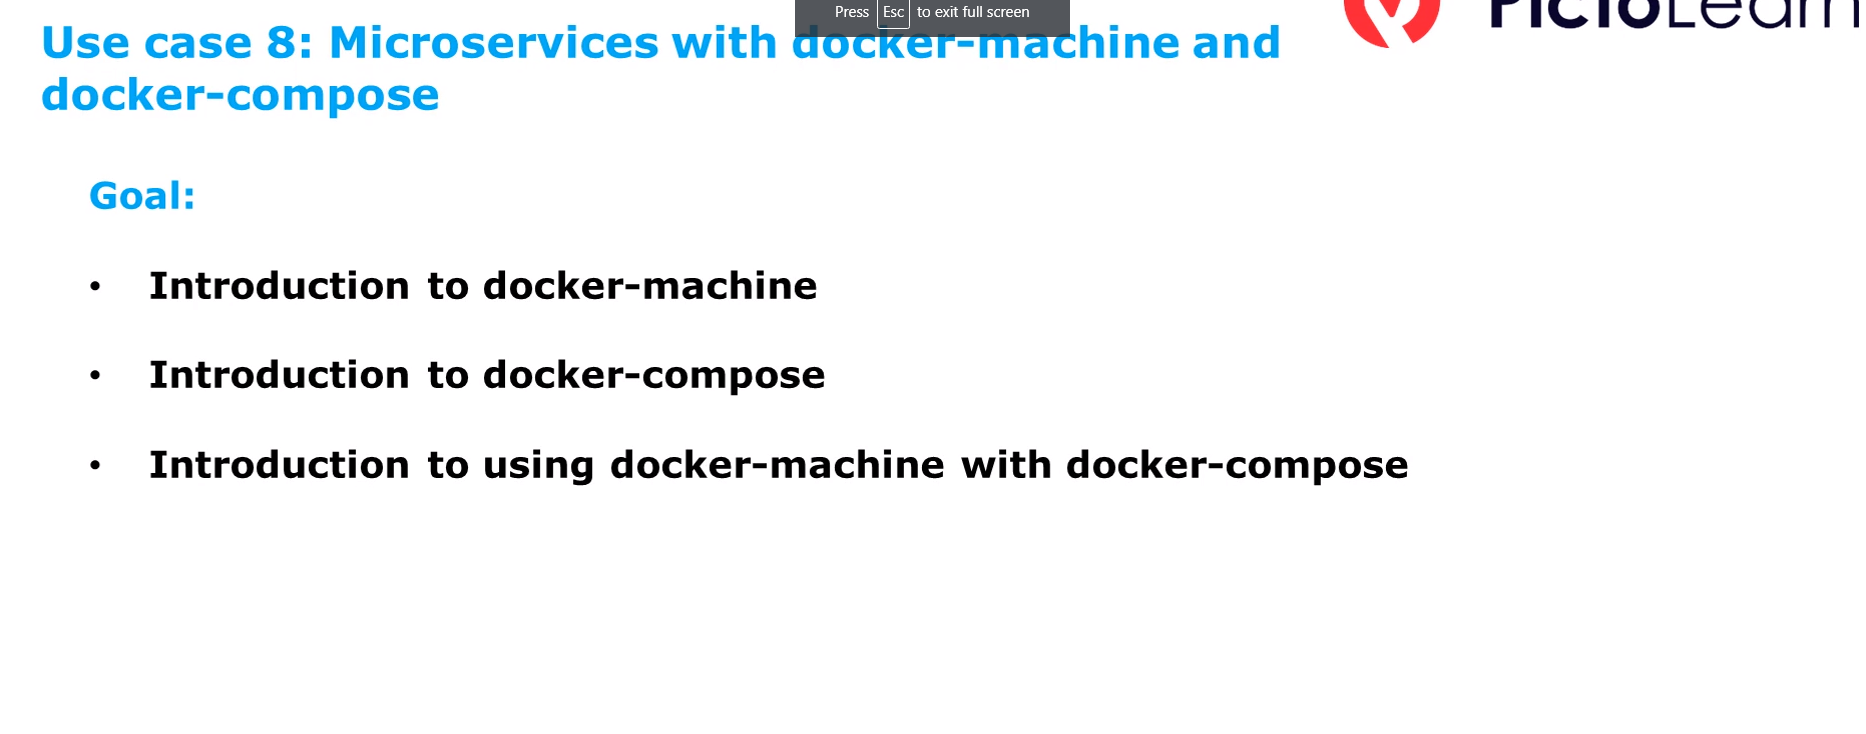 Press Esc to exit full screen
PictoLearn
Use case 8: Microservices with docker-machine and
docker-compose
Goal:
• Introduction to docker-machine
• Introduction to docker-compose
• Introduction to using docker-machine with docker-compose